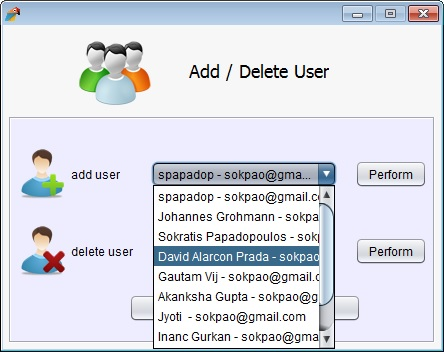 Add / Delete User
add user
spapadop - sokpao@gma...
Perform
spapadop - sokpao@gmail.co
Johannes Grohmann - sokpa
Sokratis Papadopoulos - sokp
delete user
David Alarcon Prada - sokpao
Perform
Gautam Vij - sokpao@gmail.c
Akanksha Gupta - sokpao@g
Jyoti - sokpao@gmail.com
Inanc Gurkan - sokpao@gma